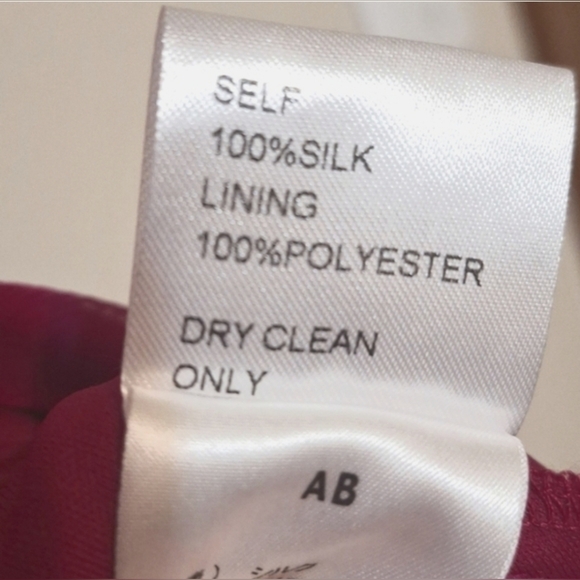 SELF
100%SILK
LINING
100%POLYESTER
DRY CLEAN
ONLY
AB